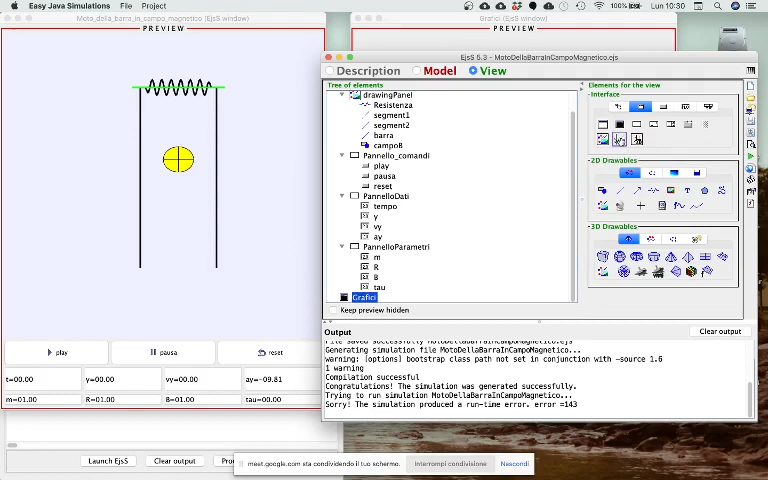 Easy Java Simulations File Project
100% Lun 10:30
Moto_della_barra_in_campo_magnetico (EjsS window)
Grafici (EjsS window)
PREVIEW
PREVIEW
EjsS 5.3 - MotoDellaBarraInCampoMagnetico.ejs
Description Model View
Tree of elements
Elements for the view
drawingPanel
Resistenza
segment1
segment2
barra
campoB
Pannello_comandi
play
pausa
reset
PannelloDati
tempo
y
vy
ay
PannelloParametri
m
R
B
tau
Grafici
Keep preview hidden
Interface
2D Drawables
3D Drawables
Output
Clear output
File saved successfully MotoDellaBarraInCampoMagnetico.ejs
Generating simulation file MotoDellaBarraInCampoMagnetico...
warning: [options] bootstrap class path not set in conjunction with -source 1.6
1 warning
Compilation successful
Congratulations! The simulation was generated successfully.
Trying to run simulation MotoDellaBarraInCampoMagnetico...
Sorry! The simulation produced a run-time error. error =143
play pausa reset
t=00.00 y=00.00 vy=00.00 ay=-09.81
m=01.00 R=01.00 B=01.00 tau=00.00
Launch EjsS Clear output
meet.google.com sta condividendo il tuo schermo. Interrompi condivisione Nascondi